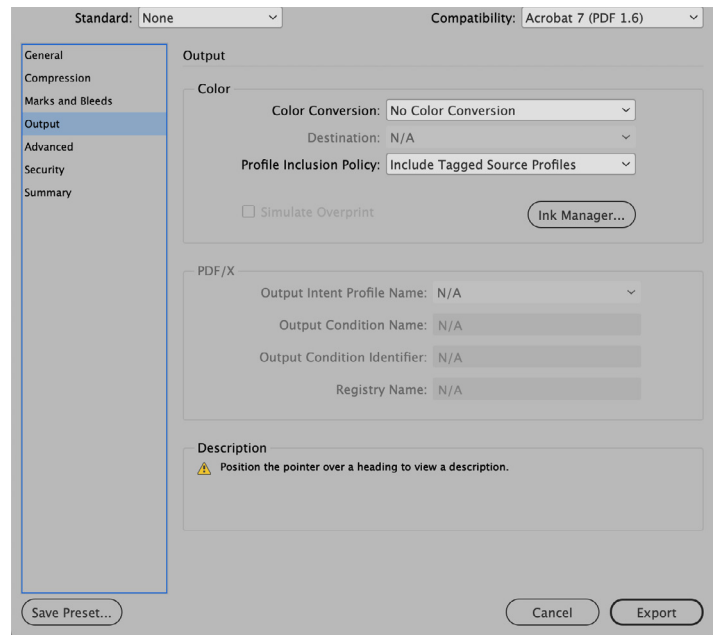 Standard: None Compatibility: Acrobat 7 (PDF 1.6)
General
Compression
Marks and Bleeds
Output
Advanced
Security
Summary
Output
Color
Color Conversion: No Color Conversion
Destination: N/A
Profile Inclusion Policy: Include Tagged Source Profiles
Simulate Overprint Ink Manager...
PDF/X
Output Intent Profile Name: N/A
Output Condition Name: N/A
Output Condition Identifier: N/A
Registry Name: N/A
Description
Position the pointer over a heading to view a description.
Save Preset... Cancel Export